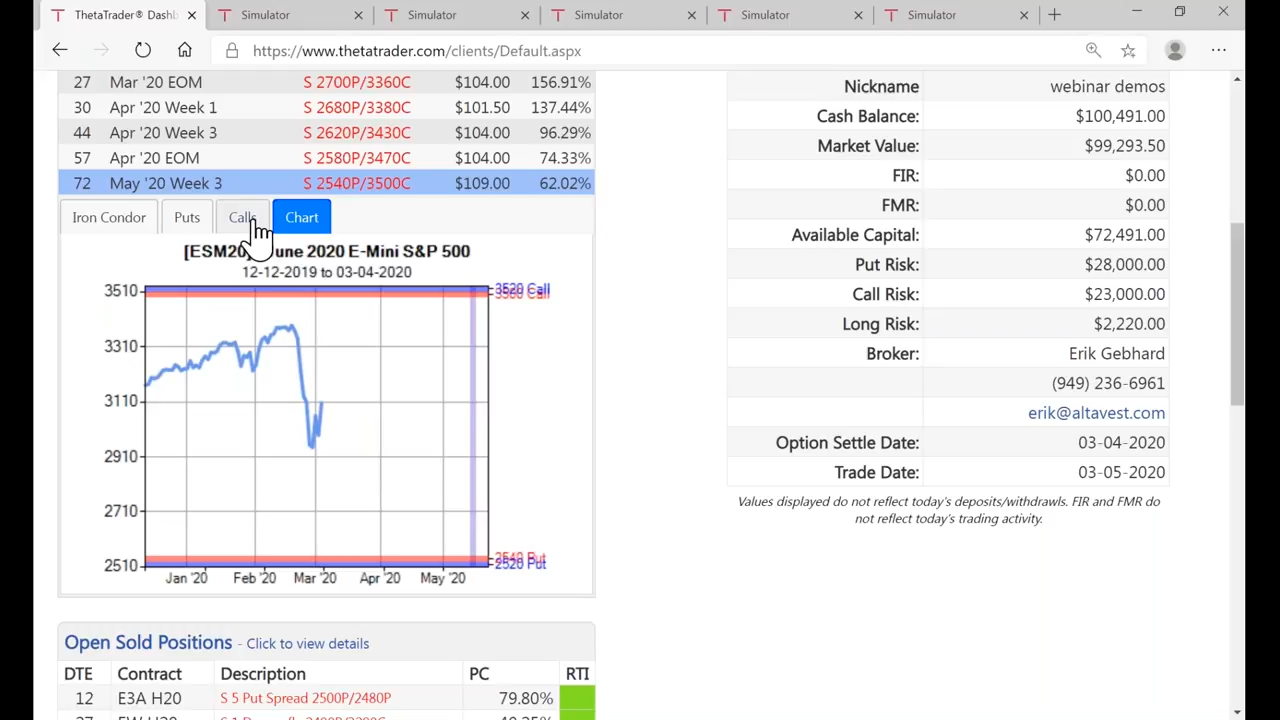 ThetaTrader® Dashb
Simulator
Simulator
Simulator
Simulator
Simulator
https://www.thetatrader.com/clients/Default.aspx
27 Mar '20 EOM S 2700P/3360C $104.00 156.91%
30 Apr '20 Week 1 S 2680P/3380C $101.50 137.44%
44 Apr '20 Week 3 S 2620P/3430C $104.00 96.29%
57 Apr '20 EOM S 2580P/3470C $104.00 74.33%
72 May '20 Week 3 S 2540P/3500C $109.00 62.02%
Iron Condor Puts Calls Chart
[ESM20] June 2020 E-Mini S&P 500
12-12-2019 to 03-04-2020
3510
3310
3110
2910
2710
2510
3520 Call
3500 Call
2540 Put
2520 Put
Jan '20 Feb '20 Mar '20 Apr '20 May '20
Open Sold Positions - Click to view details
DTE Contract Description PC RTI
12 E3A H20 S 5 Put Spread 2500P/2480P 79.80%
Nickname webinar demos
Cash Balance: $100,491.00
Market Value: $99,293.50
FIR: $0.00
FMR: $0.00
Available Capital: $72,491.00
Put Risk: $28,000.00
Call Risk: $23,000.00
Long Risk: $2,220.00
Broker: Erik Gebhard
(949) 236-6961
erik@altavest.com
Option Settle Date: 03-04-2020
Trade Date: 03-05-2020
Values displayed do not reflect today's deposits/withdrawls. FIR and FMR do
not reflect today's trading activity.